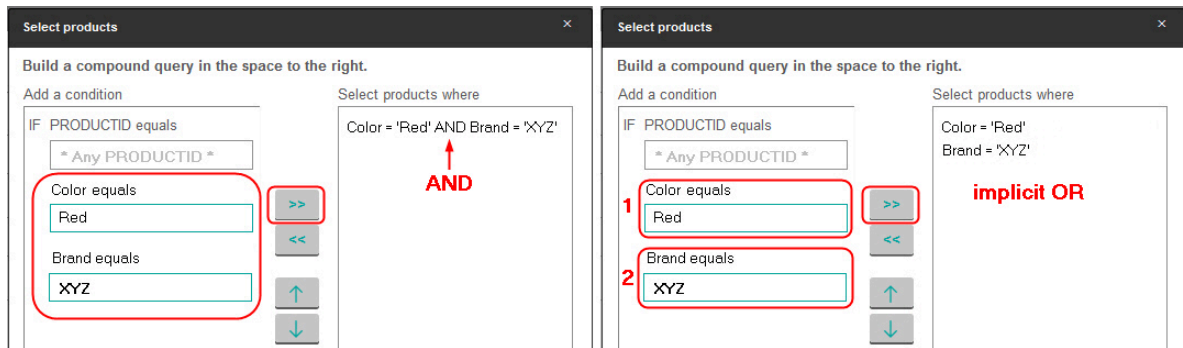 Select products ×
Build a compound query in the space to the right.
Add a condition
IF PRODUCTID equals
* Any PRODUCTID *
Color equals
Red
Brand equals
XYZ
>>
<<
↑
↓
Select products where
Color = 'Red' AND Brand = 'XYZ'
AND
Select products ×
Build a compound query in the space to the right.
Add a condition
IF PRODUCTID equals
* Any PRODUCTID *
1
Color equals
Red
2
Brand equals
XYZ
>>
<<
↑
↓
Select products where
Color = 'Red'
Brand = 'XYZ'
implicit OR